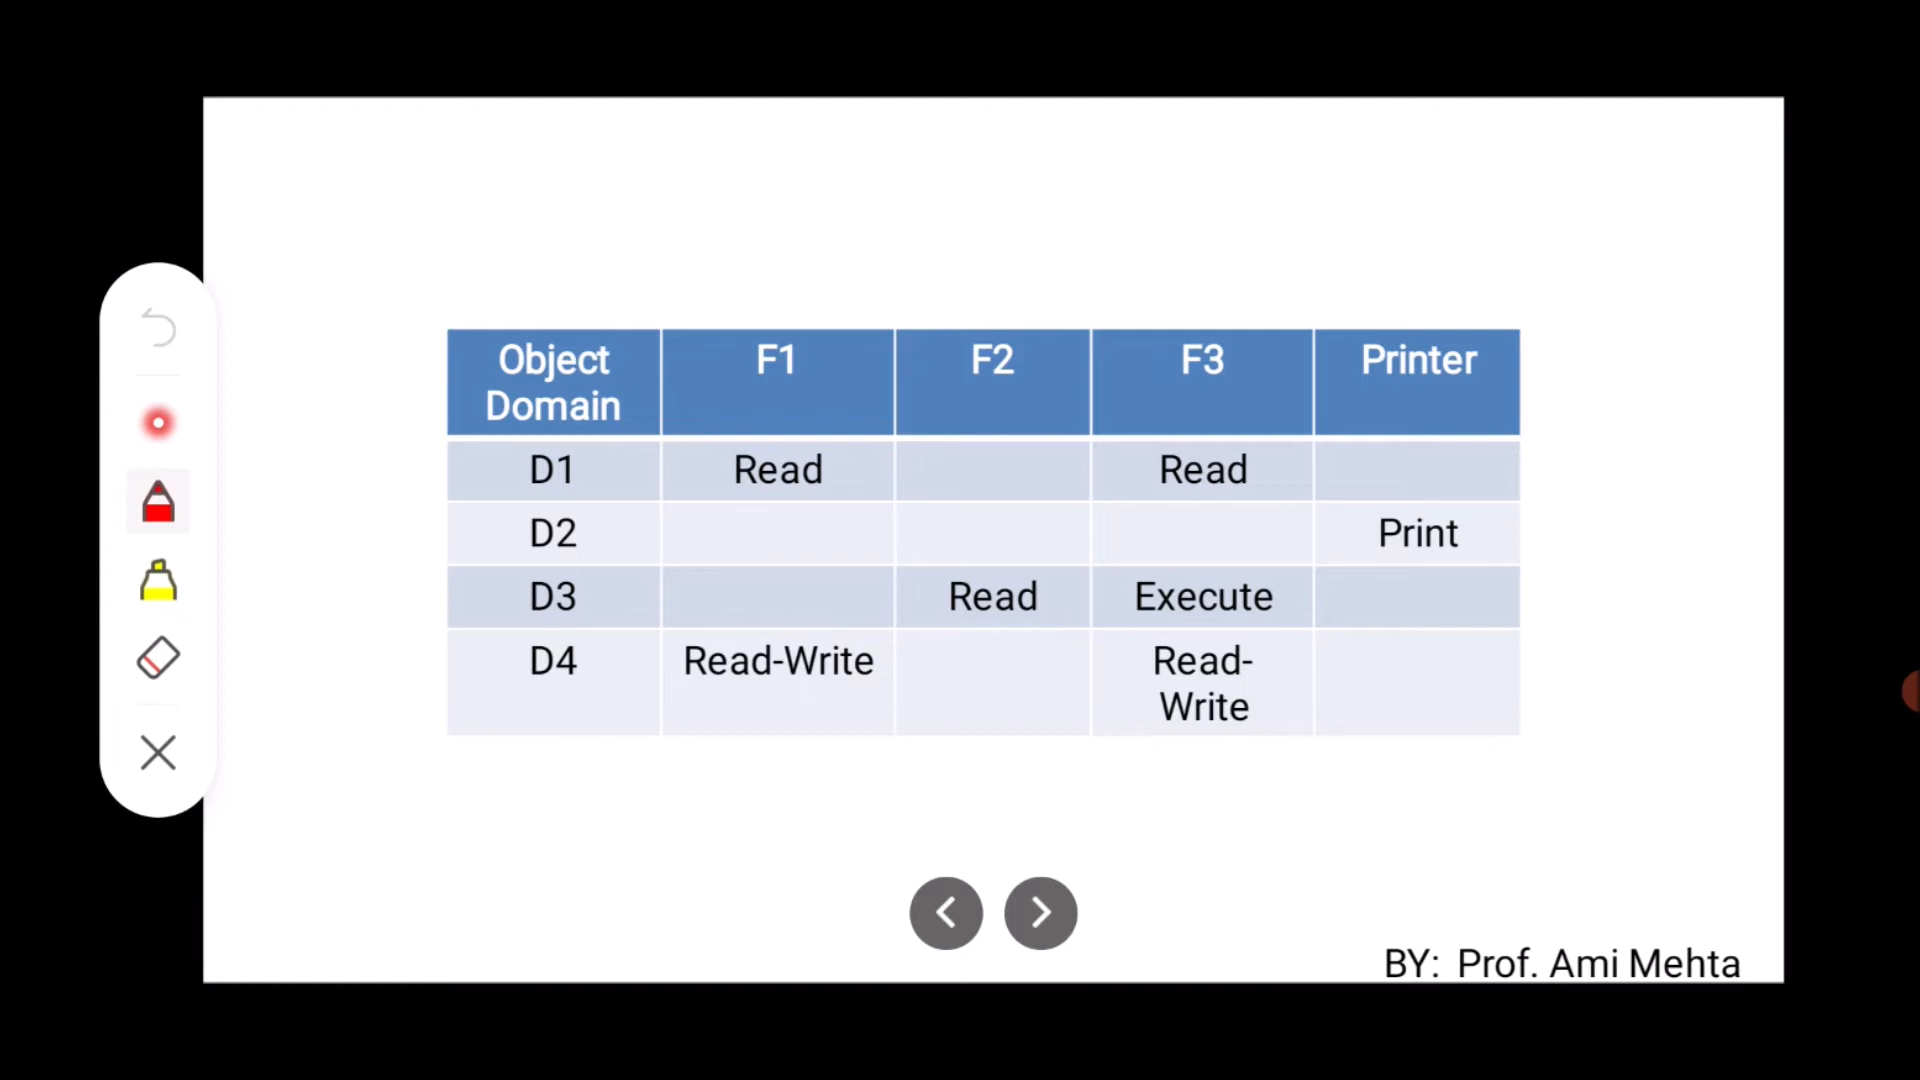 Object Domain F1 F2 F3 Printer
D1 Read Read
D2 Print
D3 Read Execute
D4 Read-Write Read-
Write
BY: Prof. Ami Mehta